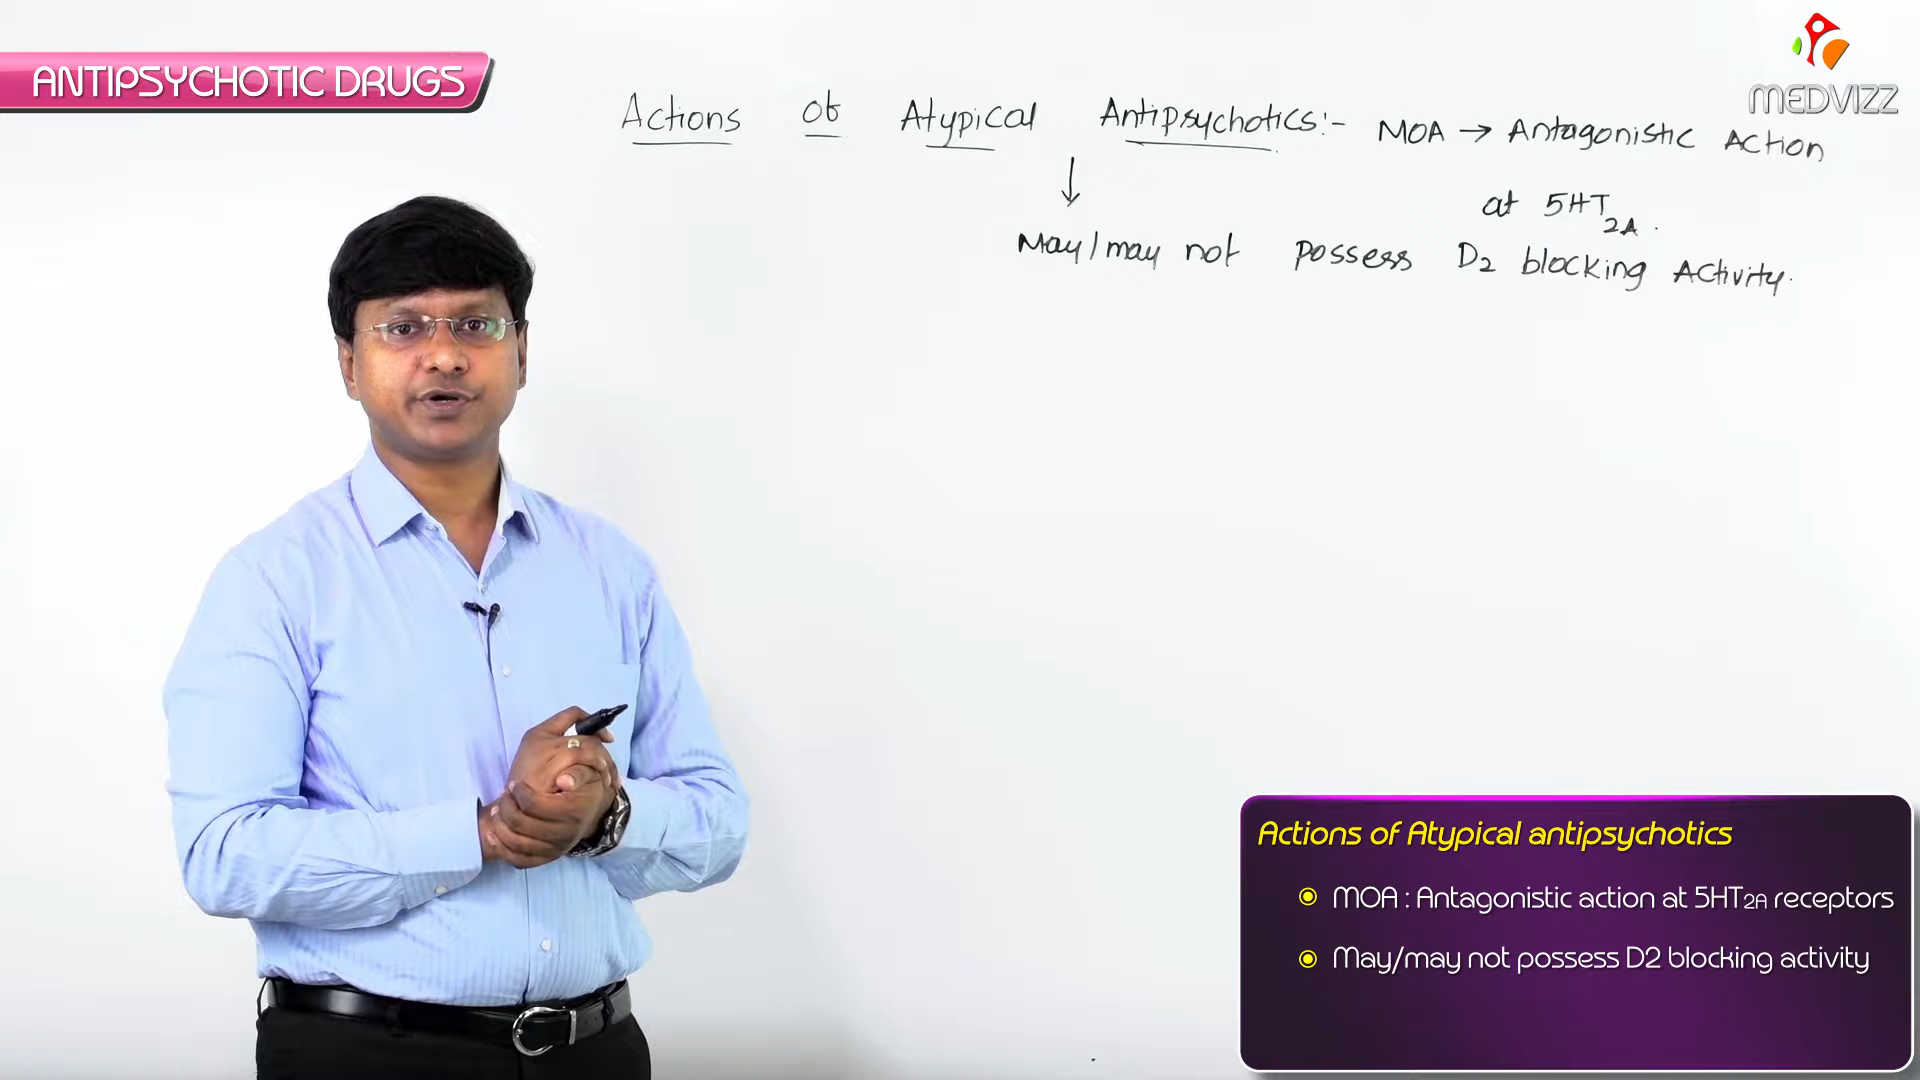 ANTIPSYCHOTIC DRUGS
MEDVIZZ
Actions of Atypical Antipsychotics:- MOA → Antagonistic Action
at 5HT2A.
May/may not possess D2 blocking Activity.
Actions of Atypical antipsychotics
MOA : Antagonistic action at 5HT2A receptors
May/may not possess D2 blocking activity